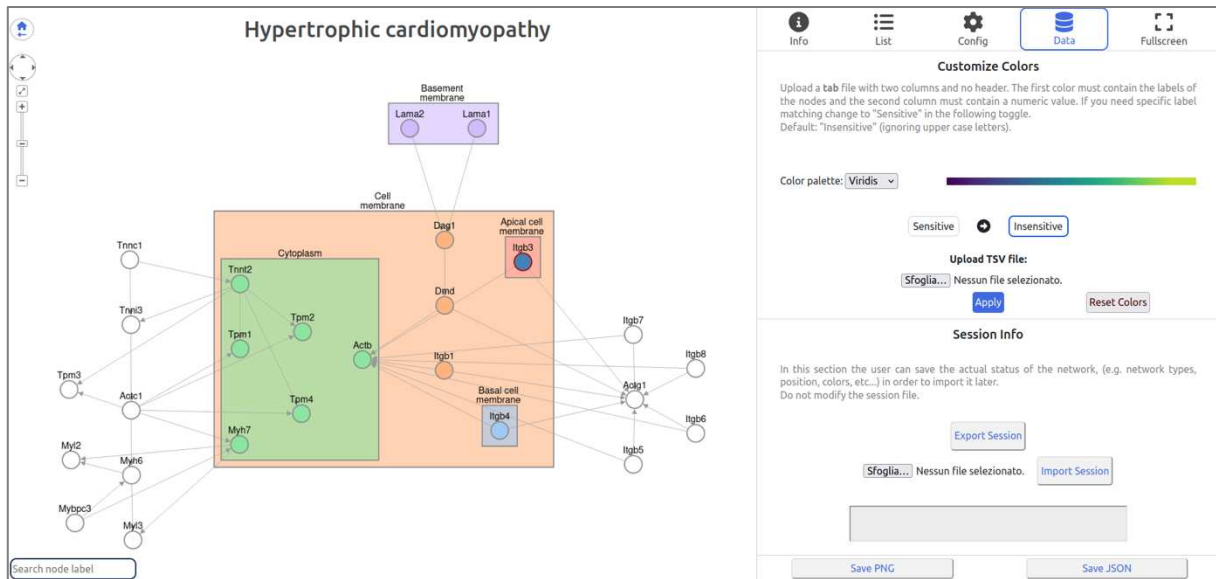 Hypertrophic cardiomyopathy
Basement
membrane
Lama2
Lama1
Cell
membrane
Dag1
Apical cell
membrane
Itgb3
Cytoplasm
Tnnc1
Tnnt2
Dmd
Tnni3
Tpm1
Tpm2
Actb
Itgb1
Itgb7
Itgb8
Tpm3
Basal cell
membrane
Itgb4
Actg1
Actc1
Tpm4
Itgb6
Myl2
Myh7
Myh6
Itgb5
Mybpc3
Myl3
Search node label
Info
List
Config
Data
Fullscreen
Customize Colors
Upload a tab file with two columns and no header. The first color must contain the labels of
the nodes and the second column must contain a numeric value. If you need specific label
matching change to "Sensitive" in the following toggle.
Default: "Insensitive" (ignoring upper case letters).
Color palette: Viridis
Sensitive
Insensitive
Upload TSV file:
Sfoglia... Nessun file selezionato.
Apply
Reset Colors
Session Info
In this section the user can save the actual status of the network, (e.g. network types,
position, colors, etc...) in order to import it later.
Do not modify the session file.
Export Session
Sfoglia... Nessun file selezionato.
Import Session
Save PNG
Save JSON